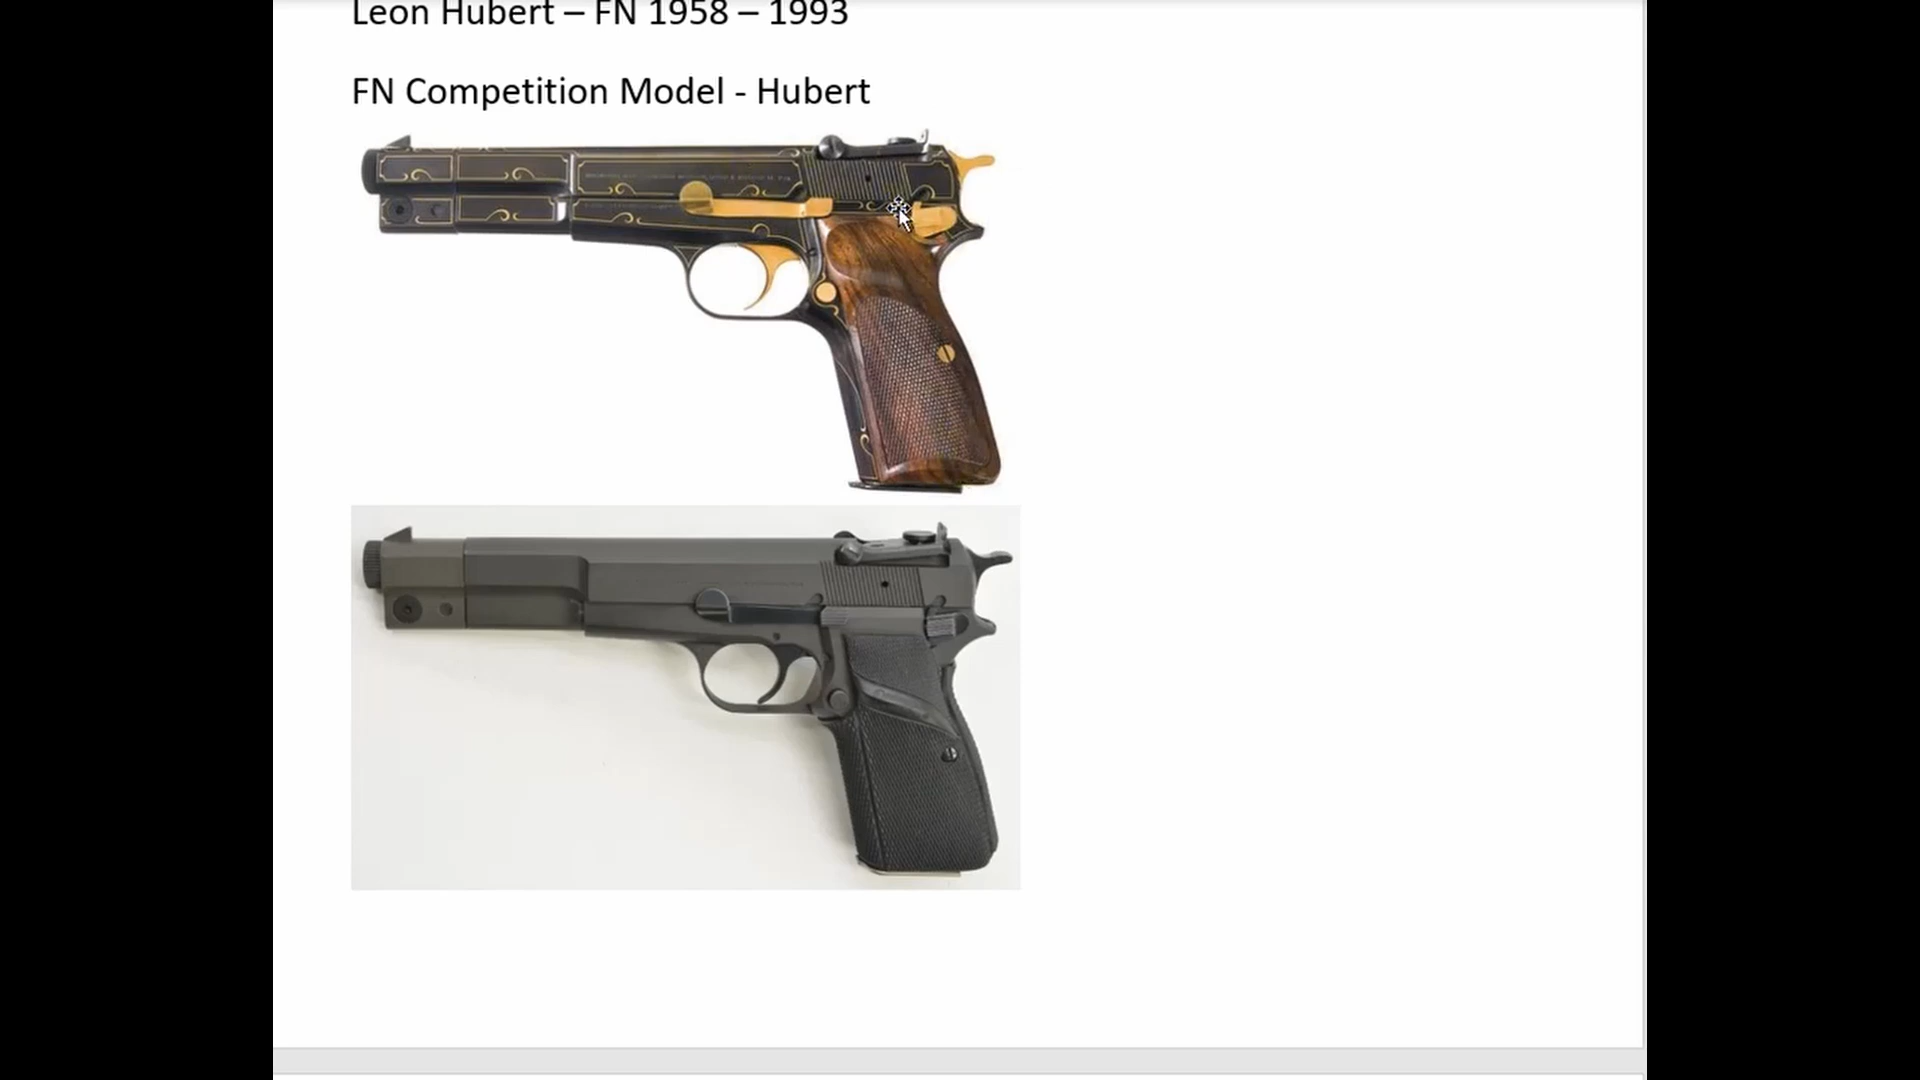 Leon Hubert – FN 1958 – 1993
FN Competition Model - Hubert